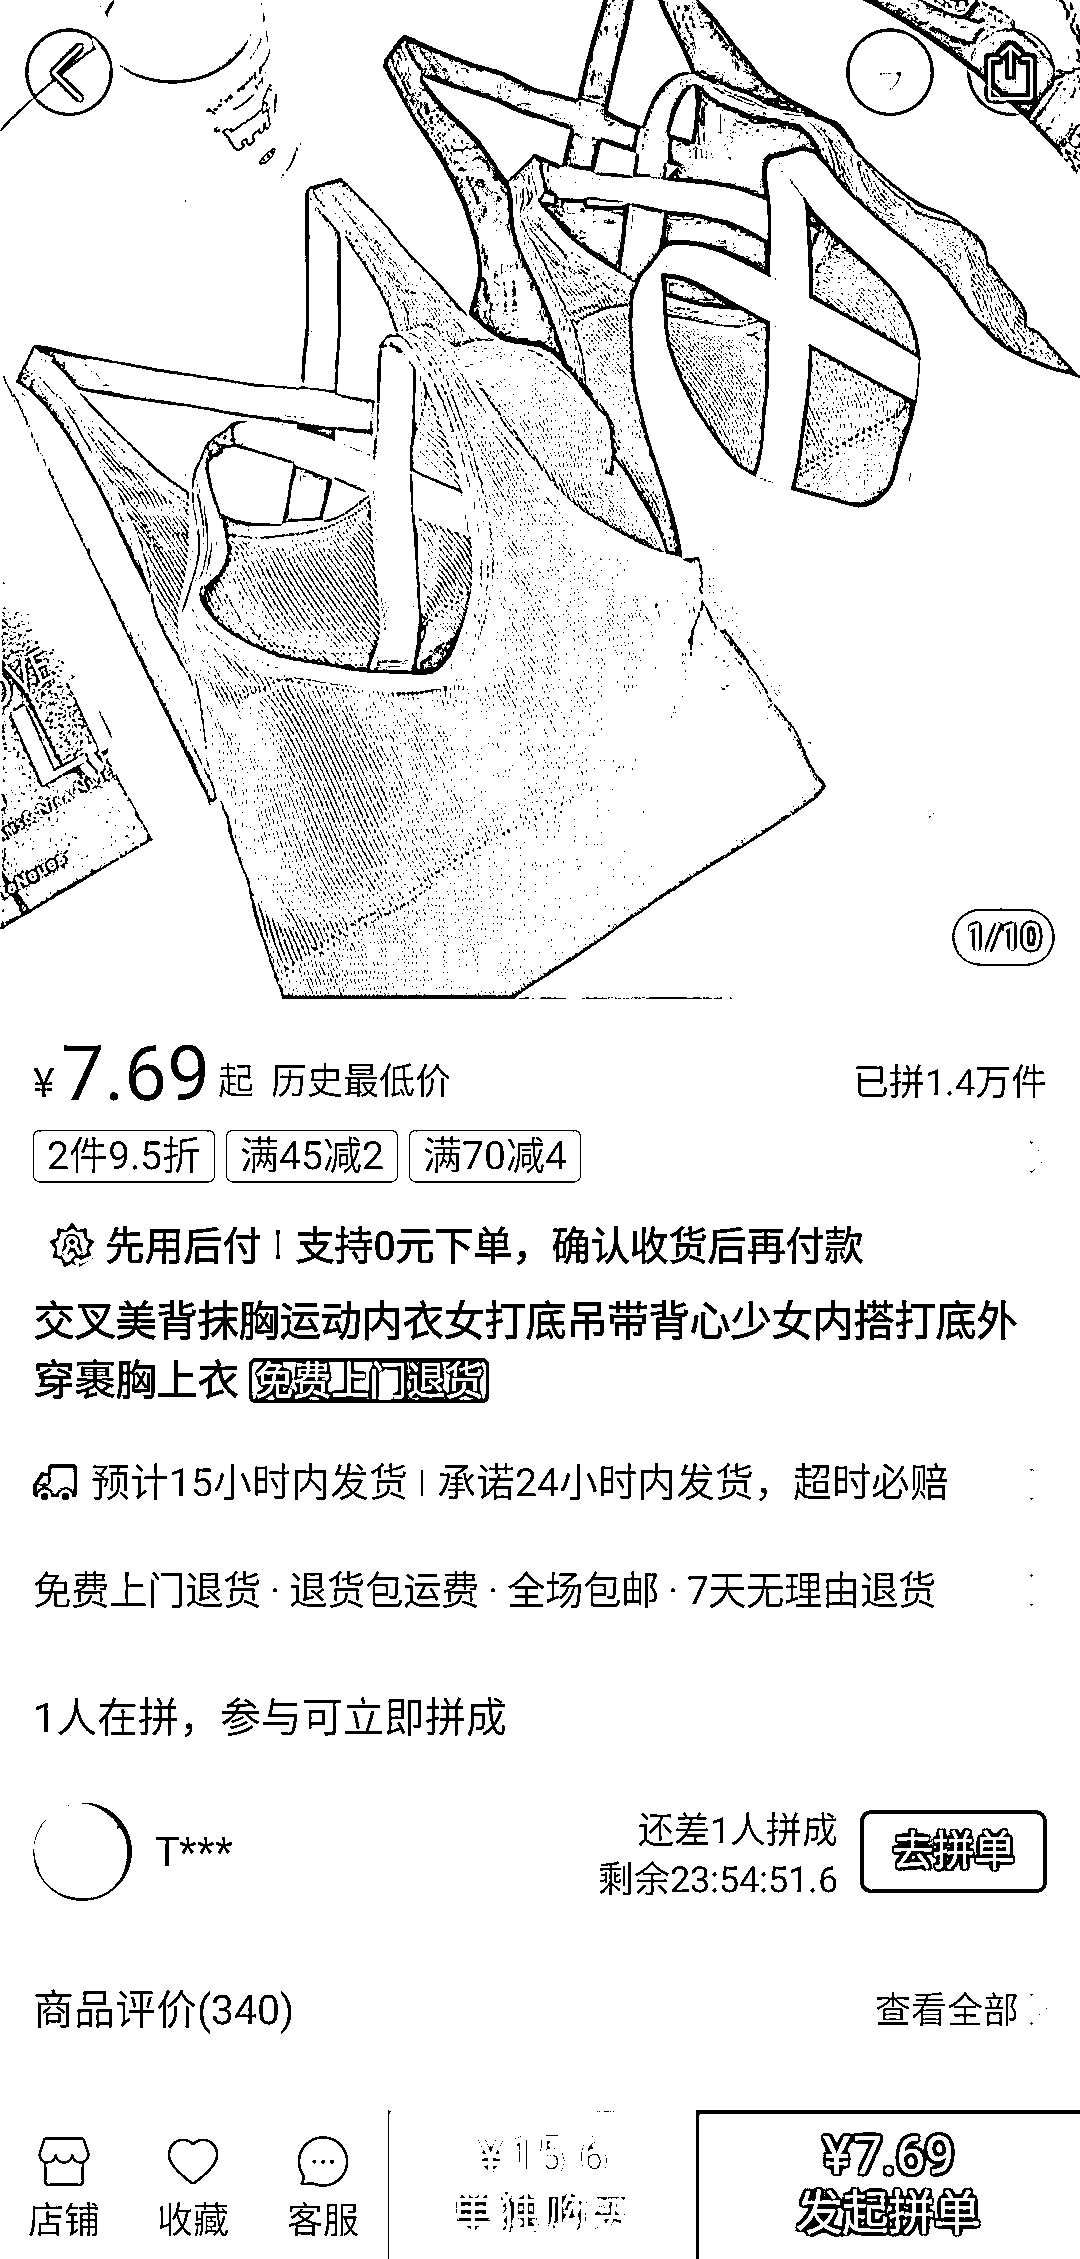 1/10
¥7.69起 历史最低价
已拼1.4万件
2件9.5折 满45减2 满70减4
先用后付 | 支持0元下单，确认收货后再付款
交叉美背抹胸运动内衣女打底吊带背心少女内搭打底外
穿裹胸上衣 免费上门退货
预计15小时内发货 | 承诺24小时内发货，超时必赔
免费上门退货 · 退货包运费 · 全场包邮 · 7天无理由退货
1人在拼，参与可立即拼成
T***
还差1人拼成
剩余23:54:51.6
去拼单
商品评价(340)
查看全部
店铺
收藏
客服
单独购买
¥7.69
发起拼单